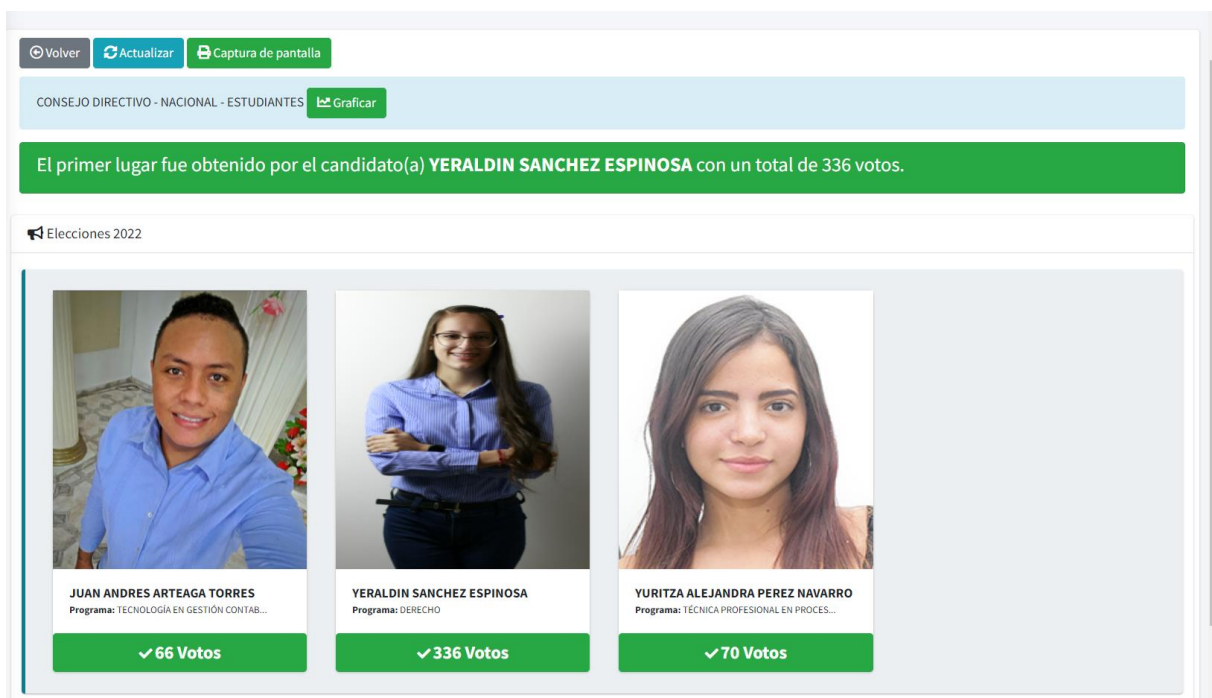 Volver Actualizar Captura de pantalla
CONSEJO DIRECTIVO - NACIONAL - ESTUDIANTES Graficar
El primer lugar fue obtenido por el candidato(a) YERALDIN SANCHEZ ESPINOSA con un total de 336 votos.
Elecciones 2022
JUAN ANDRES ARTEAGA TORRES
Programa: TECNOLOGÍA EN GESTIÓN CONTAB...
66 Votos
YERALDIN SANCHEZ ESPINOSA
Programa: DERECHO
336 Votos
YURITZA ALEJANDRA PEREZ NAVARRO
Programa: TÉCNICA PROFESIONAL EN PROCES...
70 Votos